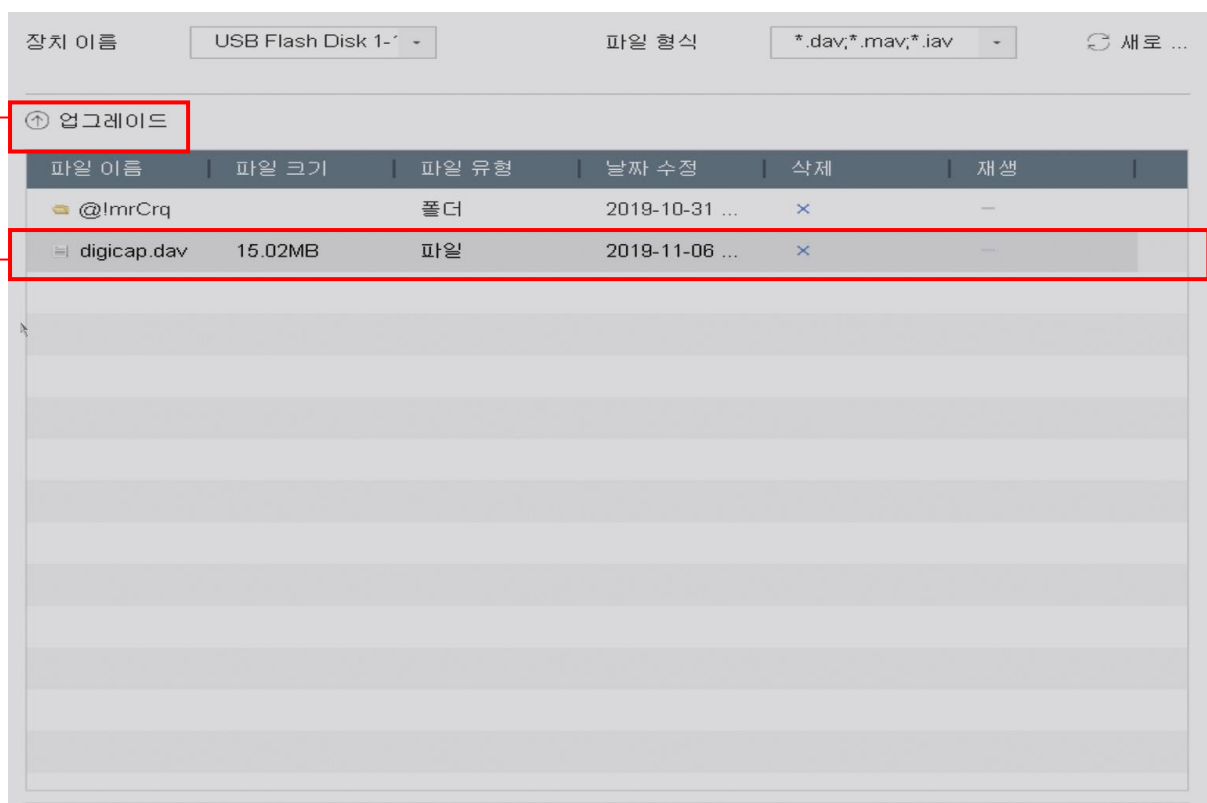 장치 이름 USB Flash Disk 1-1 파일 형식 *.dav;*.mav;*.iav 새로 ...
업그레이드
파일 이름 파일 크기 파일 유형 날짜 수정 삭제 재생
@!mrCrq 폴더 2019-10-31 ... × —
digicap.dav 15.02MB 파일 2019-11-06 ... × —